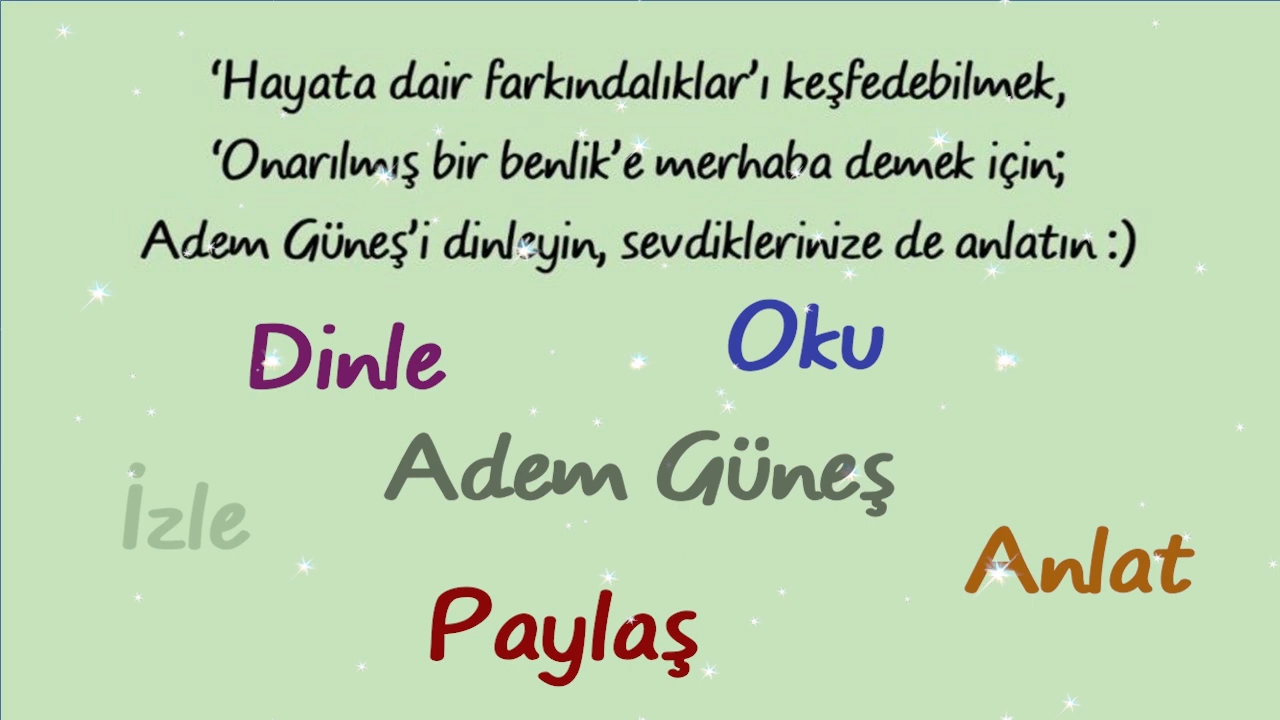 ‘Hayata dair farkındalıklar’ı keşfedebilmek,
‘Onarılmış bir benlik’e merhaba demek için;
Adem Güneş’i dinleyin, sevdiklerinize de anlatın :)
Dinle
Oku
Adem Güneş
İzle
Anlat
Paylaş